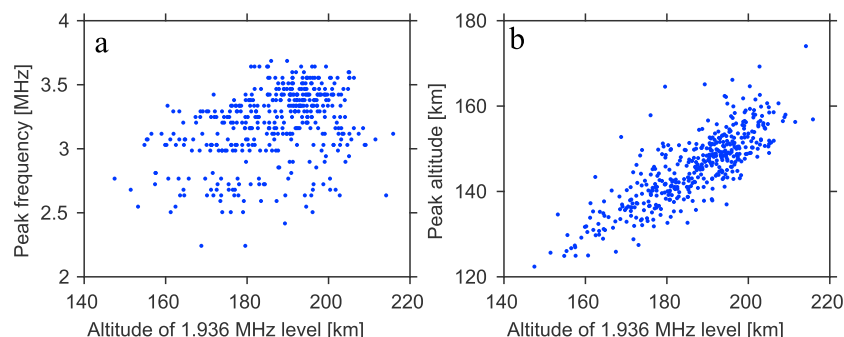 a
4
3.5
3
2.5
2
Peak frequency [MHz]
140 160 180 200 220
Altitude of 1.936 MHz level [km]
b
180
160
140
120
Peak altitude [km]
140 160 180 200 220
Altitude of 1.936 MHz level [km]